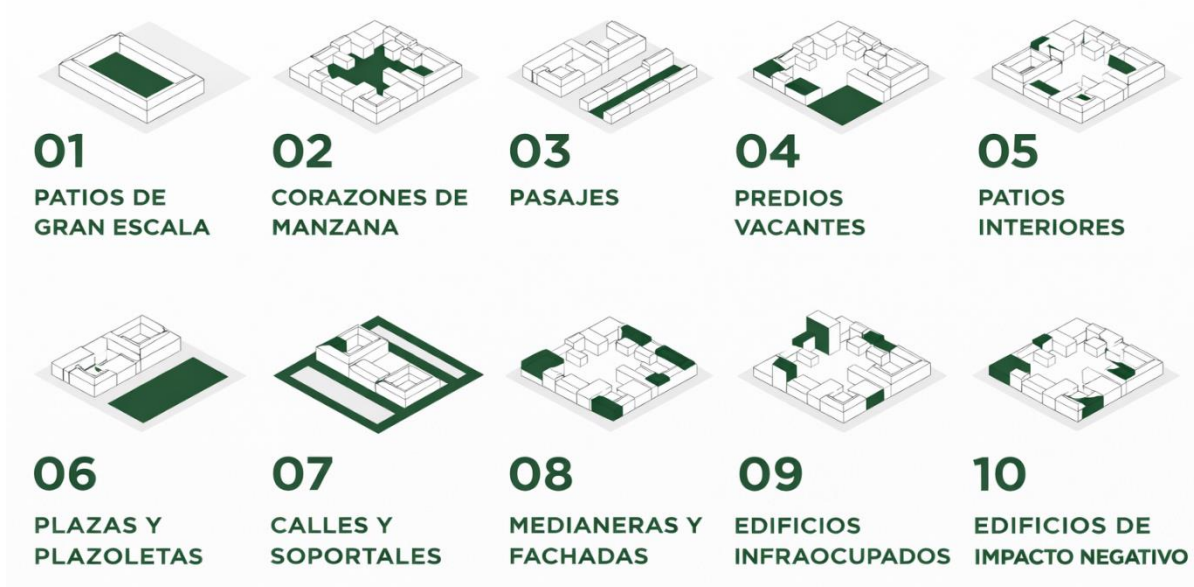 01
PATIOS DE
GRAN ESCALA
02
CORAZONES DE
MANZANA
03
PASAJES
04
PREDIOS
VACANTES
05
PATIOS
INTERIORES
06
PLAZAS Y
PLAZOLETAS
07
CALLES Y
SOPORTALES
08
MEDIANERAS Y
FACHADAS
09
EDIFICIOS
INFRAOCUPADOS
10
EDIFICIOS DE
IMPACTO NEGATIVO